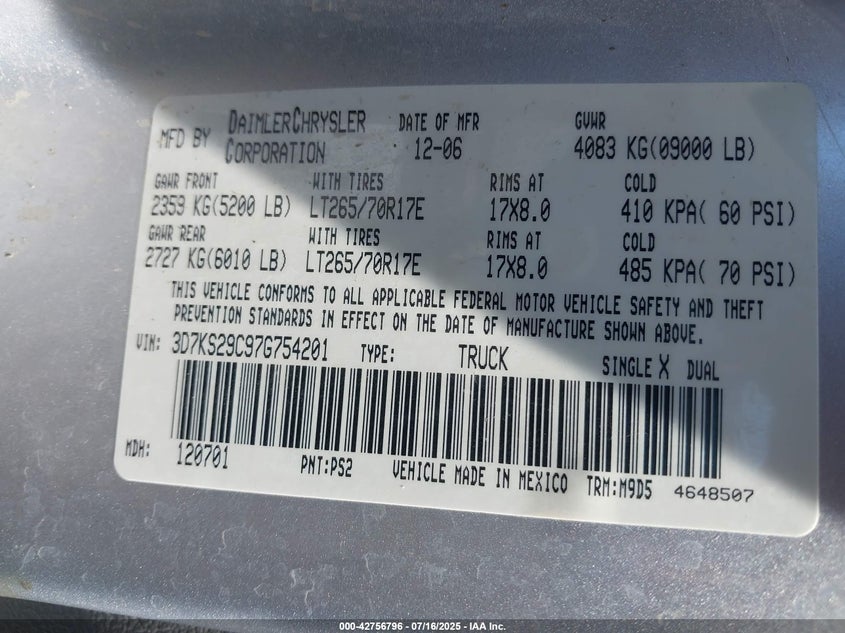 MFD BY DAIMLERCHRYSLER CORPORATION DATE OF MFR 12-06 GVWR 4083 KG(09000 LB)
GAWR FRONT WITH TIRES RIMS AT COLD
2359 KG(5200 LB) LT265/70R17E 17X8.0 410 KPA( 60 PSI)
GAWR REAR WITH TIRES RIMS AT COLD
2727 KG(6010 LB) LT265/70R17E 17X8.0 485 KPA( 70 PSI)
THIS VEHICLE CONFORMS TO ALL APPLICABLE FEDERAL MOTOR VEHICLE SAFETY AND THEFT
PREVENTION STANDARDS IN EFFECT ON THE DATE OF MANUFACTURE SHOWN ABOVE.
VIN: 3D7KS29C97G754201 TYPE: TRUCK SINGLE X DUAL
MDH: 120701 PNT:PS2 VEHICLE MADE IN MEXICO TRM:M9D5 4648507
000-42756796 - 07/16/2025 - IAA Inc.